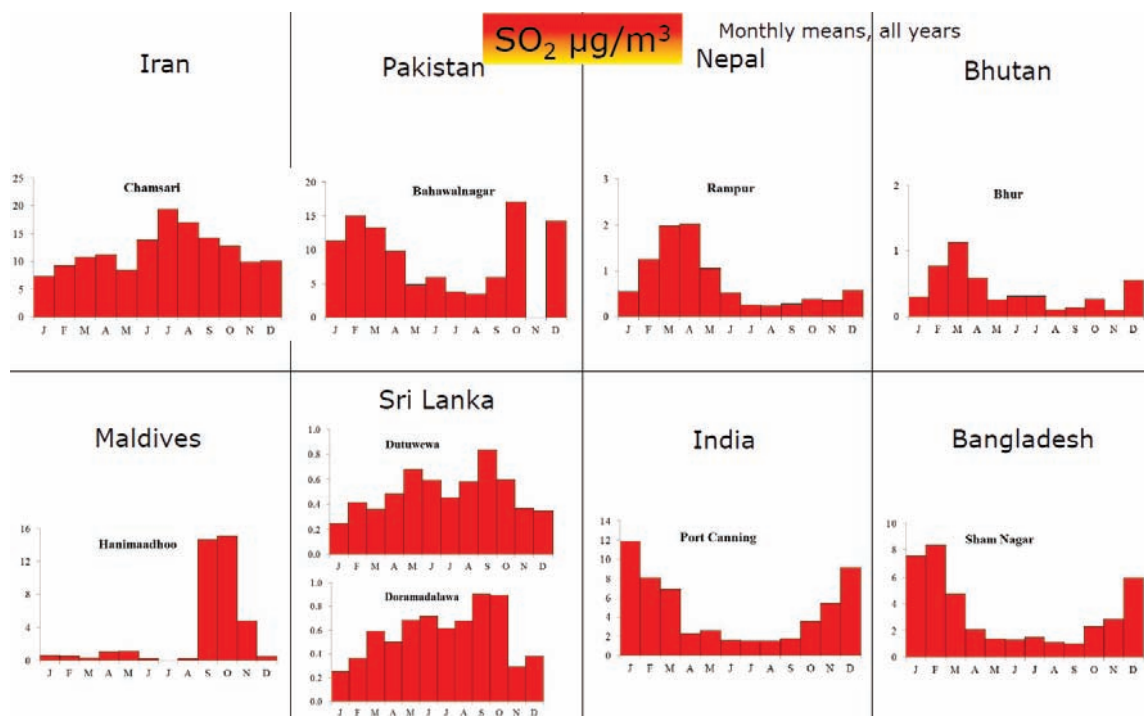 SO2 µg/m3
Monthly means, all years
Iran
Pakistan
Nepal
Bhutan
Chamsari
25
20
15
10
5
0
J F M A M J J A S O N D
Bahawalnagar
20
15
10
5
0
J F M A M J J A S O N D
Rampur
3
2
1
0
J F M A M J J A S O N D
Bhur
2
1
0
J F M A M J J A S O N D
Maldives
Sri Lanka
India
Bangladesh
Hanimaadhoo
16
12
8
4
0
J F M A M J J A S O N D
Dutuwewa
1.0
0.8
0.6
0.4
0.2
0.0
J F M A M J J A S O N D
Doramadalawa
1.0
0.8
0.6
0.4
0.2
0.0
J F M A M J J A S O N D
Port Canning
14
12
10
8
6
4
2
0
J F M A M J J A S O N D
Sham Nagar
10
8
6
4
2
0
J F M A M J J A S O N D